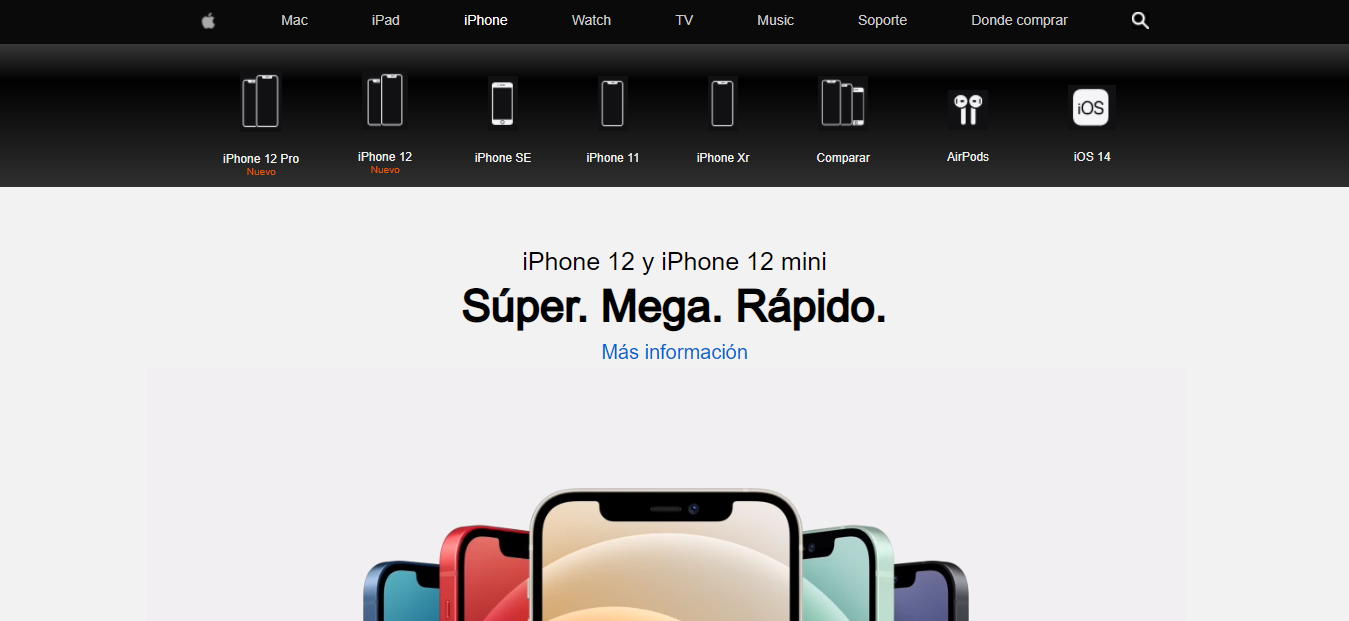 Mac iPad iPhone Watch TV Music Soporte Donde comprar
iOS
iPhone 12 Pro iPhone 12 iPhone SE iPhone 11 iPhone Xr Comparar AirPods iOS 14
Nuevo Nuevo
iPhone 12 y iPhone 12 mini
Súper. Mega. Rápido.
Más información